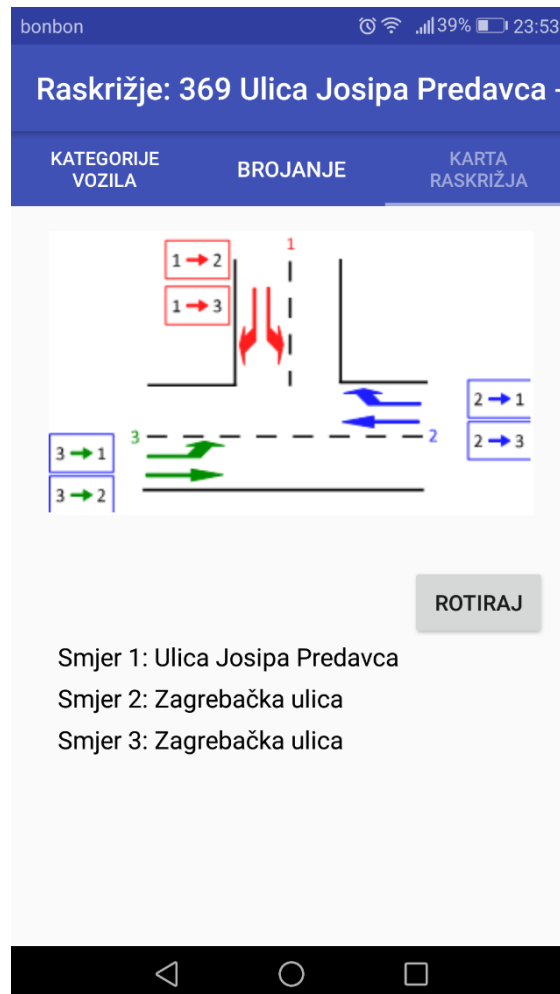 bonbon 39% 23:53
Raskrižje: 369 Ulica Josipa Predavca -
KATEGORIJE
VOZILA
BROJANJE
KARTA
RASKRIŽJA
1
1 → 2
1 → 3
2 → 1
2 → 3
3
2
3 → 1
3 → 2
ROTIRAJ
Smjer 1: Ulica Josipa Predavca
Smjer 2: Zagrebačka ulica
Smjer 3: Zagrebačka ulica